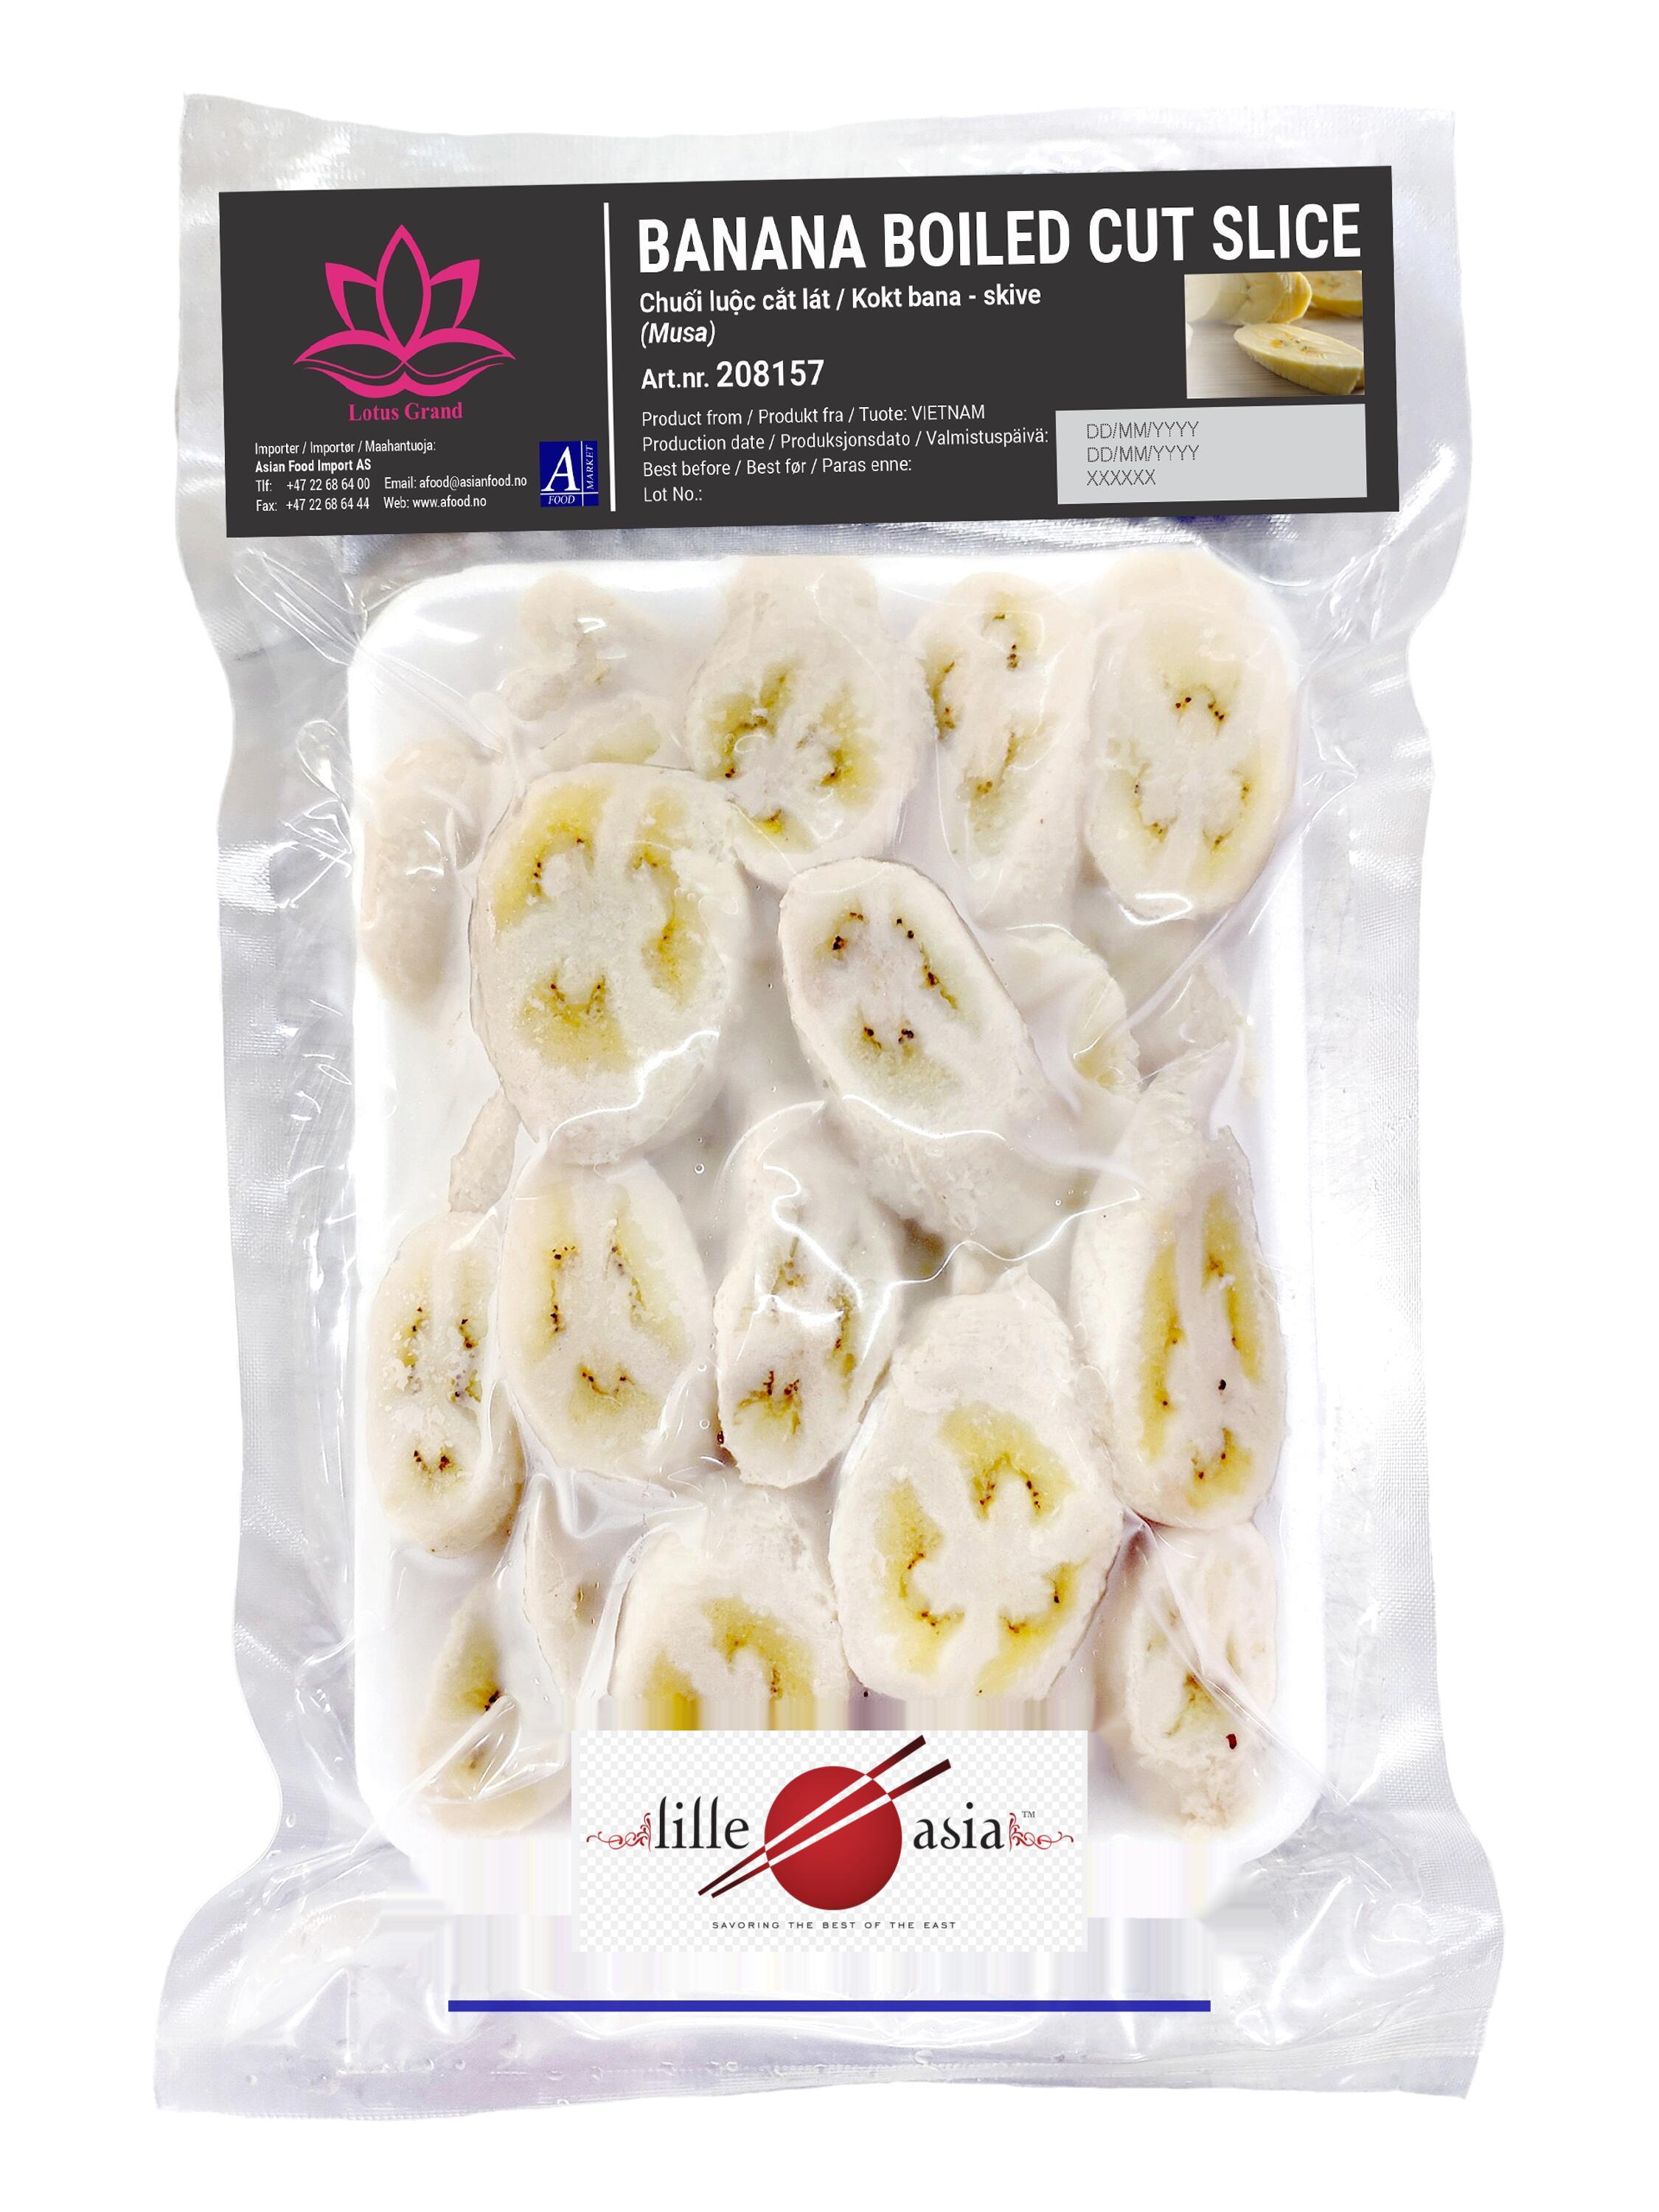 BANANA BOILED CUT SLICE
Chuối luộc cắt lát / Kokt bana - skive
(Musa)
Art.nr. 208157
Product from / Produkt fra / Tuote: VIETNAM
Production date / Produksjonsdato / Valmistuspäivä:
DD/MM/YYYY
Best before / Best før / Paras enne:
DD/MM/YYYY
Lot No.:
XXXXXX
Lotus Grand
Importer / Importør / Maahantuoja:
Asian Food Import AS
Tlf: +47 22 68 64 00 Email: afood@asianfood.no
Fax: +47 22 68 64 44 Web: www.afood.no
A
FOOD
MARKET
lille asia™
SAVORING THE BEST OF THE EAST